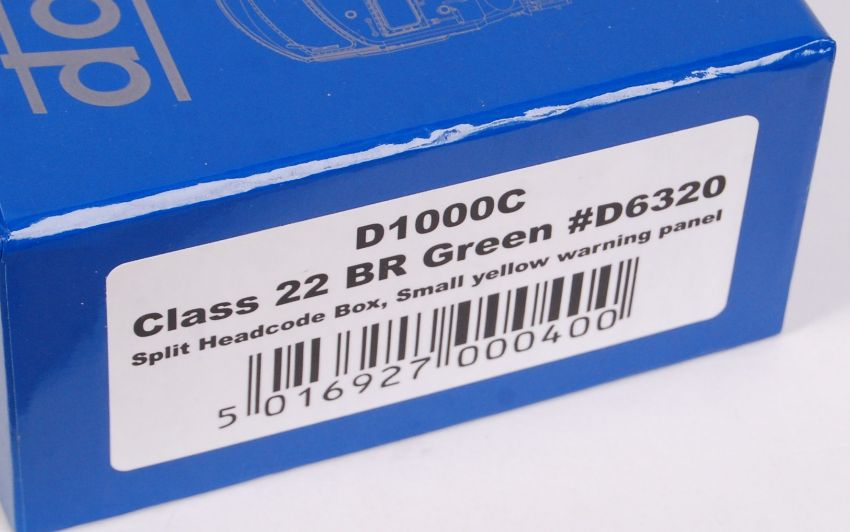 D1000C
Class 22 BR Green #D6320
Split Headcode Box, Small yellow warning panel
5 016927 000400